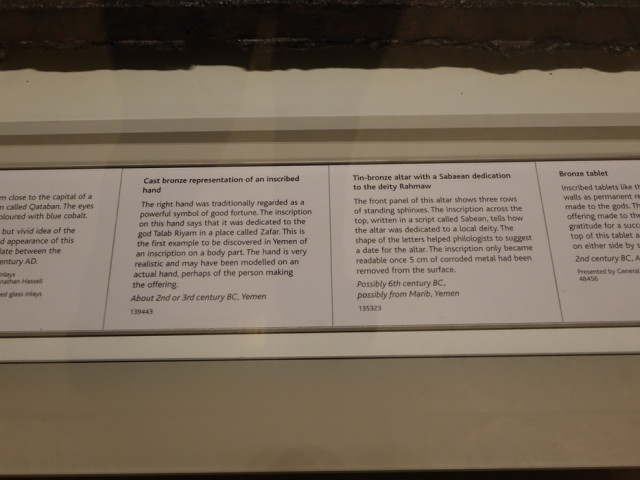 m close to the capital of a
n called Qataban. The eyes
oloured with blue cobalt.
but vivid idea of the
d appearance of this
late between the
entury AD.
inlays
nathan Hassell
ed glass inlays
Cast bronze representation of an inscribed
hand
The right hand was traditionally regarded as a
powerful symbol of good fortune. The inscription
on this hand says that it was dedicated to the
god Talab Riyam in a place called Zafar. This is
the first example to be discovered in Yemen of
an inscription on a body part. The hand is very
realistic and may have been modelled on an
actual hand, perhaps of the person making
the offering.
About 2nd or 3rd century BC, Yemen
139443
Tin-bronze altar with a Sabaean dedication
to the deity Rahmaw
The front panel of this altar shows three rows
of standing sphinxes. The inscription across the
top, written in a script called Sabean, tells how
the altar was dedicated to a local deity. The
shape of the letters helped philologists to suggest
a date for the altar. The inscription only became
readable once 5 cm of corroded metal had been
removed from the surface.
Possibly 6th century BC,
possibly from Marib, Yemen
135323
Bronze tablet
Inscribed tablets like th
walls as permanent re
made to the gods. Th
offering made to the
gratitude for a succ
top of this tablet a
on either side by s
2nd century BC, A
Presented by General
48456